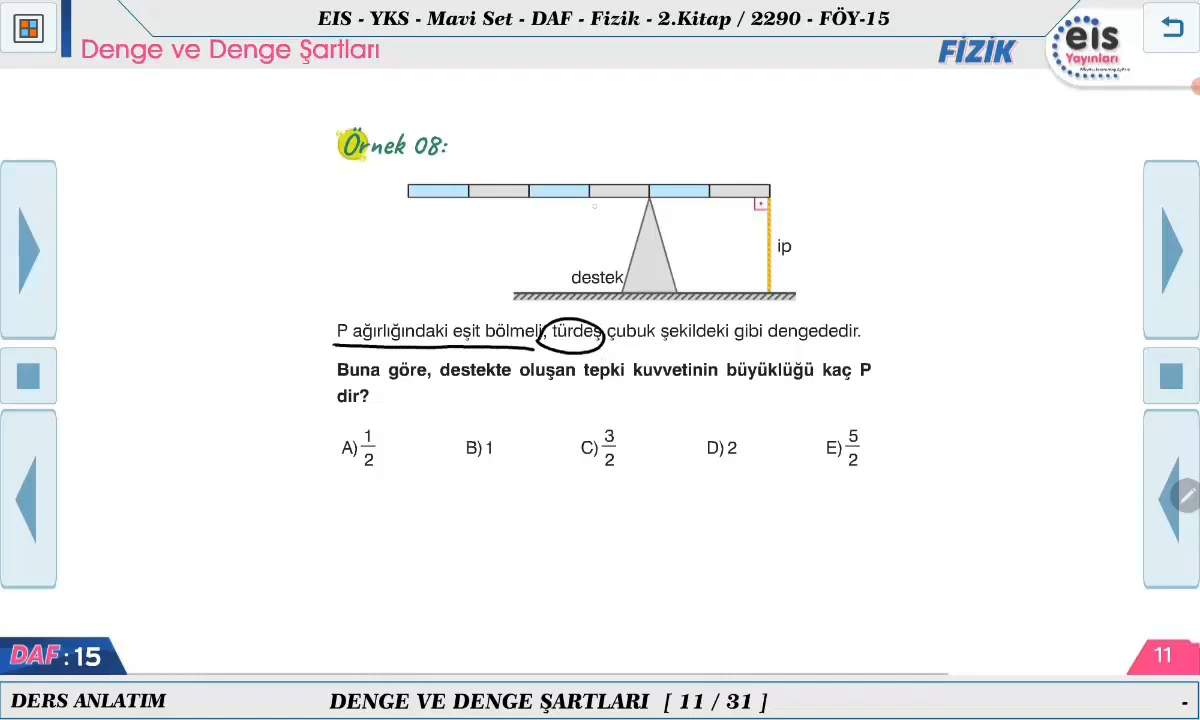 EIS - YKS - Mavi Set - DAF - Fizik - 2.Kitap / 2290 - FÖY-15
Denge ve Denge Şartları
FİZİK
eis
Yayınları
Örnek 08:
ip
destek
P ağırlığındaki eşit bölmeli, türdeş çubuk şekildeki gibi dengededir.
Buna göre, destekte oluşan tepki kuvvetinin büyüklüğü kaç P
dir?
A) 1/2 B) 1 C) 3/2 D) 2 E) 5/2
DAF : 15
11
DERS ANLATIM DENGE VE DENGE ŞARTLARI [ 11 / 31 ] -